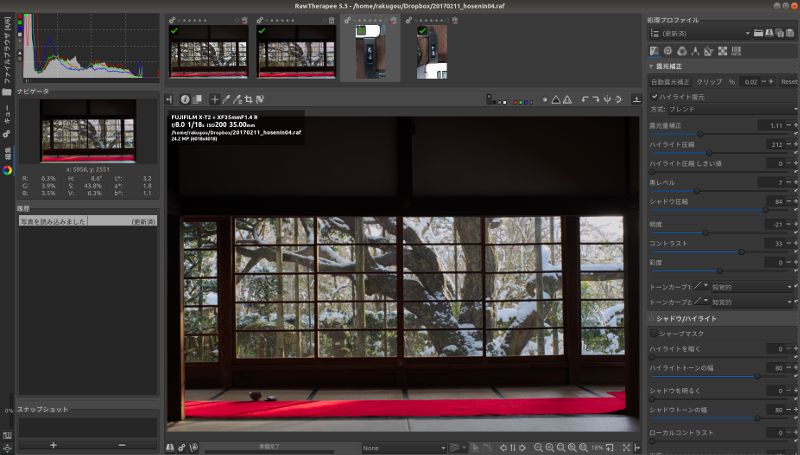 RawTherapee 5.3 - /home/rakugou/Dropbox/20170211_hosenin04.raf
ファイルブラウザ [4/4]
キュー
編集
0%
ナビゲータ
x: 5956, y: 2551
R: 6.3% H: 8.6° L*: 3.2
G: 3.9% S: 43.8% a*: 1.8
B: 3.5% V: 6.3% b*: 1.1
履歴
写真を読み込みました (更新済)
スナップショット
FUJIFILM X-T2 + XF35mmF1.4 R
f/8.0 1/18s ISO200 35.00mm
/home/rakugou/Dropbox/20170211_hosenin04.raf
24.2 MP (6018x4018)
準備完了
None
16%
処理プロファイル
(更新済)
露光補正
自動露光補正 クリップ % 0.02 Reset
ハイライト復元
方式: ブレンド
露光量補正 1.11
ハイライト圧縮 212
ハイライト圧縮 しきい値 0
黒レベル 7
シャドウ圧縮 84
明度 -21
コントラスト 33
彩度 0
トーンカーブ1: 知覚的
トーンカーブ2: 知覚的
シャドウ/ハイライト
シャープマスク
ハイライトを暗く 0
ハイライトトーンの幅 80
シャドウを明るく 0
シャドウトーンの幅 80
ローカルコントラスト 0